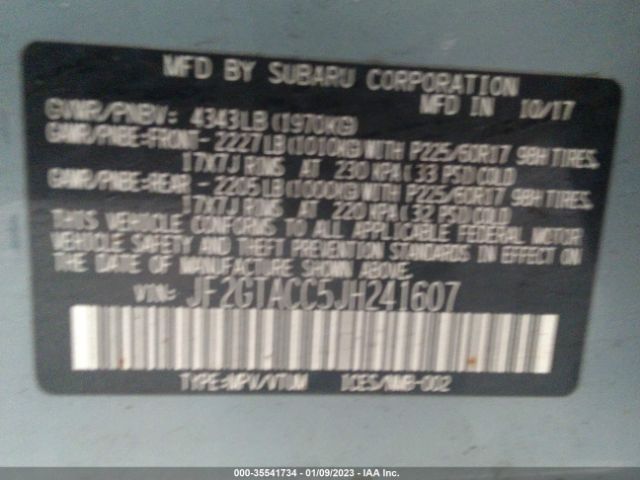 MFD BY SUBARU CORPORATION
MFD IN 10/17
GVWR/PNBV: 4343LB (1970KG)
GAWR/PNBE:FRONT- 2227LB(1010KG)WITH P225/60R17 98H TIRES,
17X7J RIMS AT 230 KPA( 33 PSI)COLD
GAWR/PNBE:REAR - 2205LB(1000KG)WITH P225/60R17 98H TIRES,
17X7J RIMS AT 220 KPA( 32 PSI)COLD
THIS VEHICLE CONFORMS TO ALL APPLICABLE FEDERAL MOTOR
VEHICLE SAFETY AND THEFT PREVENTION STANDARDS IN EFFECT ON
THE DATE OF MANUFACTURE SHOWN ABOVE.
VIN: JF2GTACC5JH241607
TYPE:MPV/VTUM ICES/NMB-002
000-35541734 - 01/09/2023 - IAA Inc.